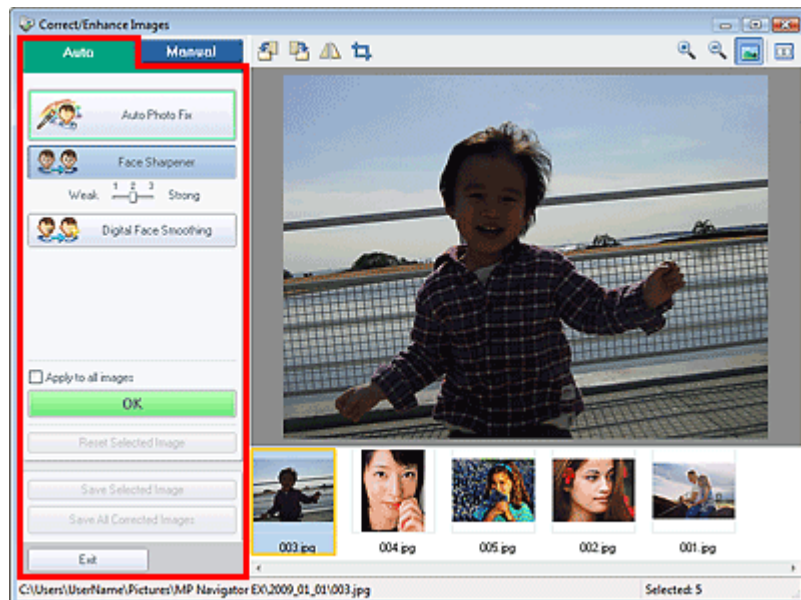 Correct/Enhance Images
Auto Manual
Auto Photo Fix
Face Sharpener
1 2 3
Weak Strong
Digital Face Smoothing
Apply to all images
OK
Reset Selected Image
Save Selected Image
Save All Corrected Images
Exit
003.jpg 004.jpg 005.jpg 002.jpg 001.jpg
C:\Users\UserName\Pictures\MP Navigator EX\2009_01_01\003.jpg Selected: 5